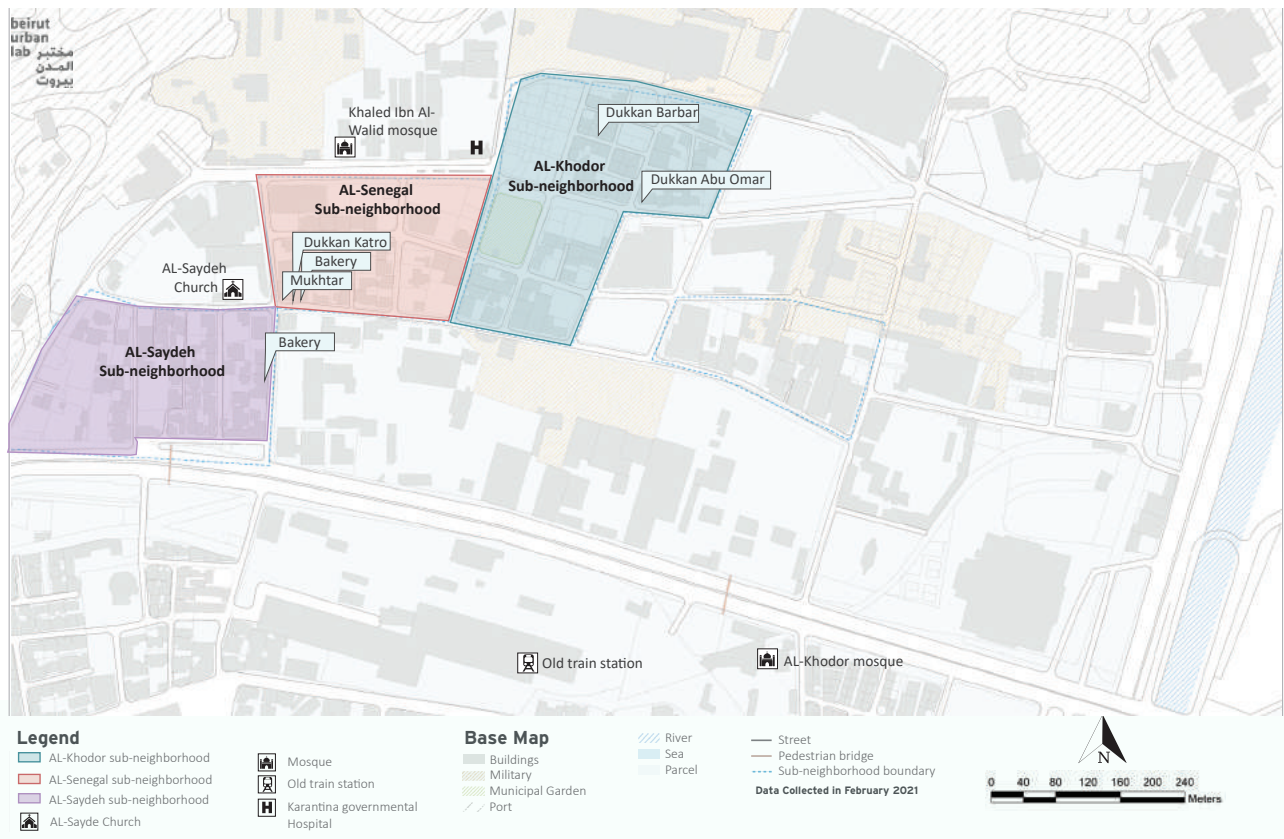 beirut
urban
lab مختبر
المدن
بيروت
Khaled Ibn Al-
Walid mosque
H
Dukkan Barbar
AL-Khodor
Sub-neighborhood
Dukkan Abu Omar
AL-Senegal
Sub-neighborhood
Dukkan Katro
Bakery
Mukhtar
AL-Saydeh
Church
AL-Saydeh
Sub-neighborhood
Bakery
Old train station
AL-Khodor mosque
Legend
AL-Khodor sub-neighborhood
AL-Senegal sub-neighborhood
AL-Saydeh sub-neighborhood
AL-Sayde Church
Mosque
Old train station
H
Karantina governmental
Hospital
Base Map
Buildings
Military
Municipal Garden
Port
River
Sea
Parcel
Street
Pedestrian bridge
Sub-neighborhood boundary
Data Collected in February 2021
N
0 40 80 120 160 200 240
Meters